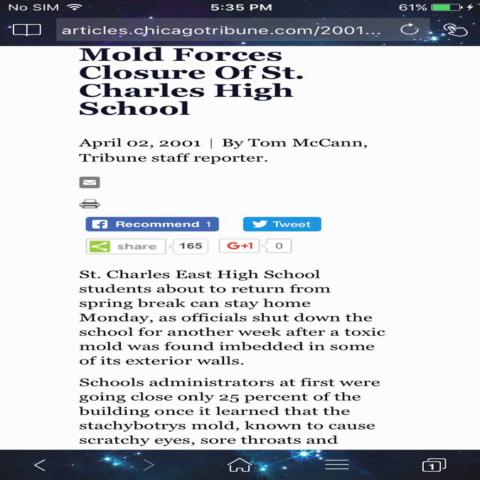 No SIM 5:35 PM 61%
articles.chicagotribune.com/2001...
Mold Forces
Closure Of St.
Charles High
School
April 02, 2001 | By Tom McCann,
Tribune staff reporter.
Recommend 1 Tweet
share 165 G+1 0
St. Charles East High School
students about to return from
spring break can stay home
Monday, as officials shut down the
school for another week after a toxic
mold was found imbedded in some
of its exterior walls.
Schools administrators at first were
going close only 25 percent of the
building once it learned that the
stachybotrys mold, known to cause
scratchy eyes, sore throats and
1